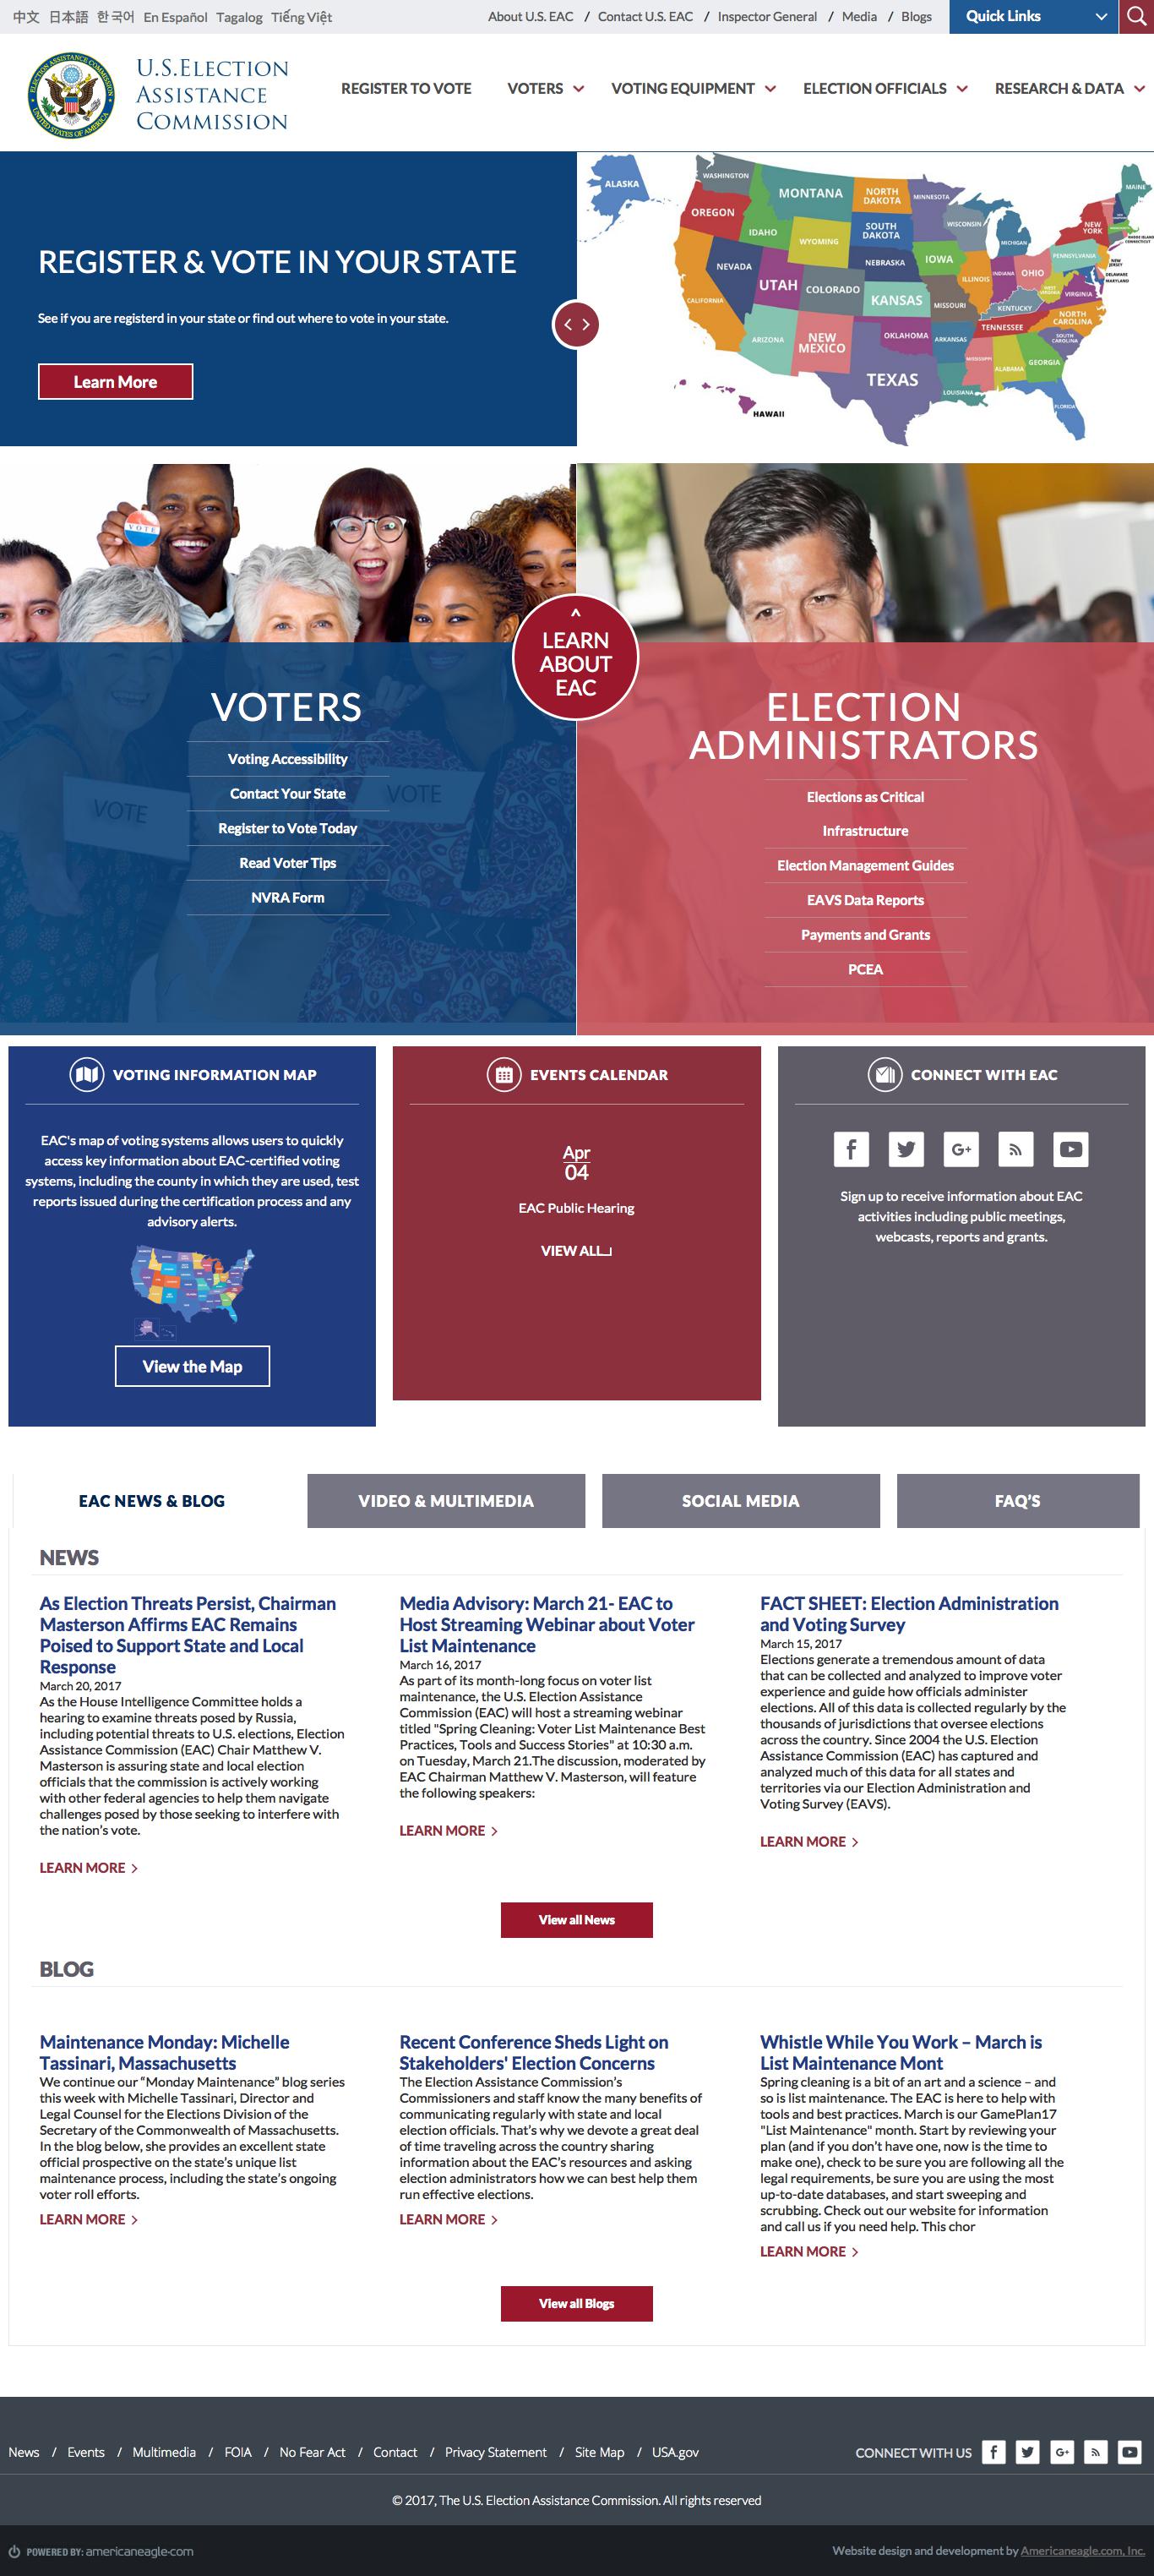 中文 日本語 한국어 En Español Tagalog Tiếng Việt
About U.S. EAC / Contact U.S. EAC / Inspector General / Media / Blogs
Quick Links
U.S.ELECTION
ASSISTANCE
COMMISSION
REGISTER TO VOTE VOTERS VOTING EQUIPMENT ELECTION OFFICIALS RESEARCH & DATA
REGISTER & VOTE IN YOUR STATE
See if you are registerd in your state or find out where to vote in your state.
Learn More
ALASKA
WASHINGTON
MONTANA
NORTH
DAKOTA
MINNESOTA
MAINE
OREGON
IDAHO
WYOMING
SOUTH
DAKOTA
WISCONSIN
MICHIGAN
NEW
YORK
RHODE ISLAND
CONNECTICUT
NEVADA
UTAH
COLORADO
NEBRASKA
IOWA
ILLINOIS
INDIANA
OHIO
PENNSYLVANIA
NEW
JERSEY
DELAWARE
MARYLAND
WEST
VIRGINIA
VIRGINIA
CALIFORNIA
KANSAS
MISSOURI
KENTUCKY
NORTH
CAROLINA
TENNESSEE
SOUTH
CAROLINA
ARIZONA
NEW
MEXICO
OKLAHOMA
ARKANSAS
MISSISSIPPI
ALABAMA
GEORGIA
TEXAS
LOUISIANA
FLORIDA
HAWAII
VOTE
LEARN
ABOUT
EAC
VOTERS
Voting Accessibility
Contact Your State
Register to Vote Today
Read Voter Tips
NVRA Form
VOTE
VOTE
ELECTION
ADMINISTRATORS
Elections as Critical
Infrastructure
Election Management Guides
EAVS Data Reports
Payments and Grants
PCEA
VOTING INFORMATION MAP
EAC's map of voting systems allows users to quickly
access key information about EAC-certified voting
systems, including the county in which they are used, test
reports issued during the certification process and any
advisory alerts.
View the Map
EVENTS CALENDAR
Apr
04
EAC Public Hearing
VIEW ALL
CONNECT WITH EAC
Sign up to receive information about EAC
activities including public meetings,
webcasts, reports and grants.
EAC NEWS & BLOG
VIDEO & MULTIMEDIA
SOCIAL MEDIA
FAQ'S
NEWS
As Election Threats Persist, Chairman
Masterson Affirms EAC Remains
Poised to Support State and Local
Response
March 20, 2017
As the House Intelligence Committee holds a
hearing to examine threats posed by Russia,
including potential threats to U.S. elections, Election
Assistance Commission (EAC) Chair Matthew V.
Masterson is assuring state and local election
officials that the commission is actively working
with other federal agencies to help them navigate
challenges posed by those seeking to interfere with
the nation's vote.
LEARN MORE >
Media Advisory: March 21- EAC to
Host Streaming Webinar about Voter
List Maintenance
March 16, 2017
As part of its month-long focus on voter list
maintenance, the U.S. Election Assistance
Commission (EAC) will host a streaming webinar
titled "Spring Cleaning: Voter List Maintenance Best
Practices, Tools and Success Stories" at 10:30 a.m.
on Tuesday, March 21.The discussion, moderated by
EAC Chairman Matthew V. Masterson, will feature
the following speakers:
LEARN MORE >
FACT SHEET: Election Administration
and Voting Survey
March 15, 2017
Elections generate a tremendous amount of data
that can be collected and analyzed to improve voter
experience and guide how officials administer
elections. All of this data is collected regularly by the
thousands of jurisdictions that oversee elections
across the country. Since 2004 the U.S. Election
Assistance Commission (EAC) has captured and
analyzed much of this data for all states and
territories via our Election Administration and
Voting Survey (EAVS).
LEARN MORE >
View all News
BLOG
Maintenance Monday: Michelle
Tassinari, Massachusetts
We continue our "Monday Maintenance" blog series
this week with Michelle Tassinari, Director and
Legal Counsel for the Elections Division of the
Secretary of the Commonwealth of Massachusetts.
In the blog below, she provides an excellent state
official prospective on the state's unique list
maintenance process, including the state's ongoing
voter roll efforts.
LEARN MORE >
Recent Conference Sheds Light on
Stakeholders' Election Concerns
The Election Assistance Commission's
Commissioners and staff know the many benefits of
communicating regularly with state and local
election officials. That's why we devote a great deal
of time traveling across the country sharing
information about the EAC's resources and asking
election administrators how we can best help them
run effective elections.
LEARN MORE >
Whistle While You Work – March is
List Maintenance Mont
Spring cleaning is a bit of an art and a science – and
so is list maintenance. The EAC is here to help with
tools and best practices. March is our GamePlan17
"List Maintenance" month. Start by reviewing your
plan (and if you don't have one, now is the time to
make one), check to be sure you are following all the
legal requirements, be sure you are using the most
up-to-date databases, and start sweeping and
scrubbing. Check out our website for information
and call us if you need help. This chor
LEARN MORE >
View all Blogs
News / Events / Multimedia / FOIA / No Fear Act / Contact / Privacy Statement / Site Map / USA.gov
CONNECT WITH US
© 2017, The U.S. Election Assistance Commission. All rights reserved
POWERED BY: americaneagle.com
Website design and development by Americaneagle.com, Inc.